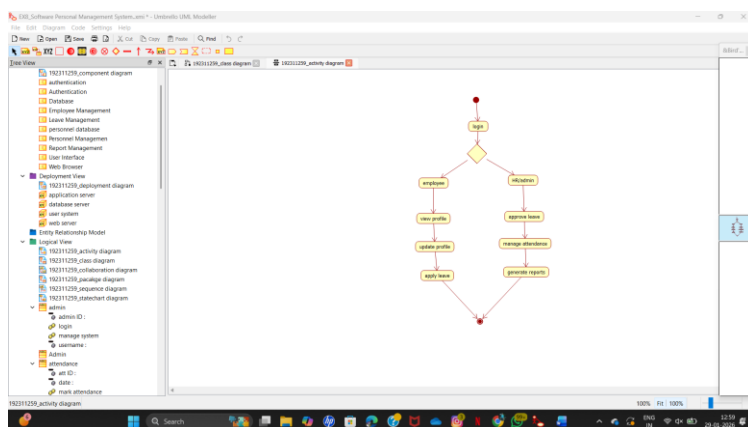 EX8_Software Personal Management System.xmi * - Umbrello UML Modeller
File Edit Diagram Code Settings Help
New Open Save Cut Copy Paste Find
XYZ
Tree View
192311259_class diagram 192311259_activity diagram
192311259_component diagram
authentication
Authentication
Database
Employee Management
Leave Management
personnel database
Personnel Managemen
Report Management
User Interface
Web Browser
Deployment View
192311259_deployment diagram
application server
database server
user system
web server
Entity Relationship Model
Logical View
192311259_activity diagram
192311259_class diagram
192311259_collaboration diagram
192311259_pacakge diagram
192311259_sequence diagram
192311259_statechart diagram
admin
admin ID :
login
manage system
username :
Admin
attendance
att ID :
date :
mark attendance
login
employee
HR/admin
view profile
approve leave
update profile
manage attendence
apply leave
generate reports
192311259_activity diagram
100% Fit 100%
Search
ENG
IN
12:59
29-01-2026